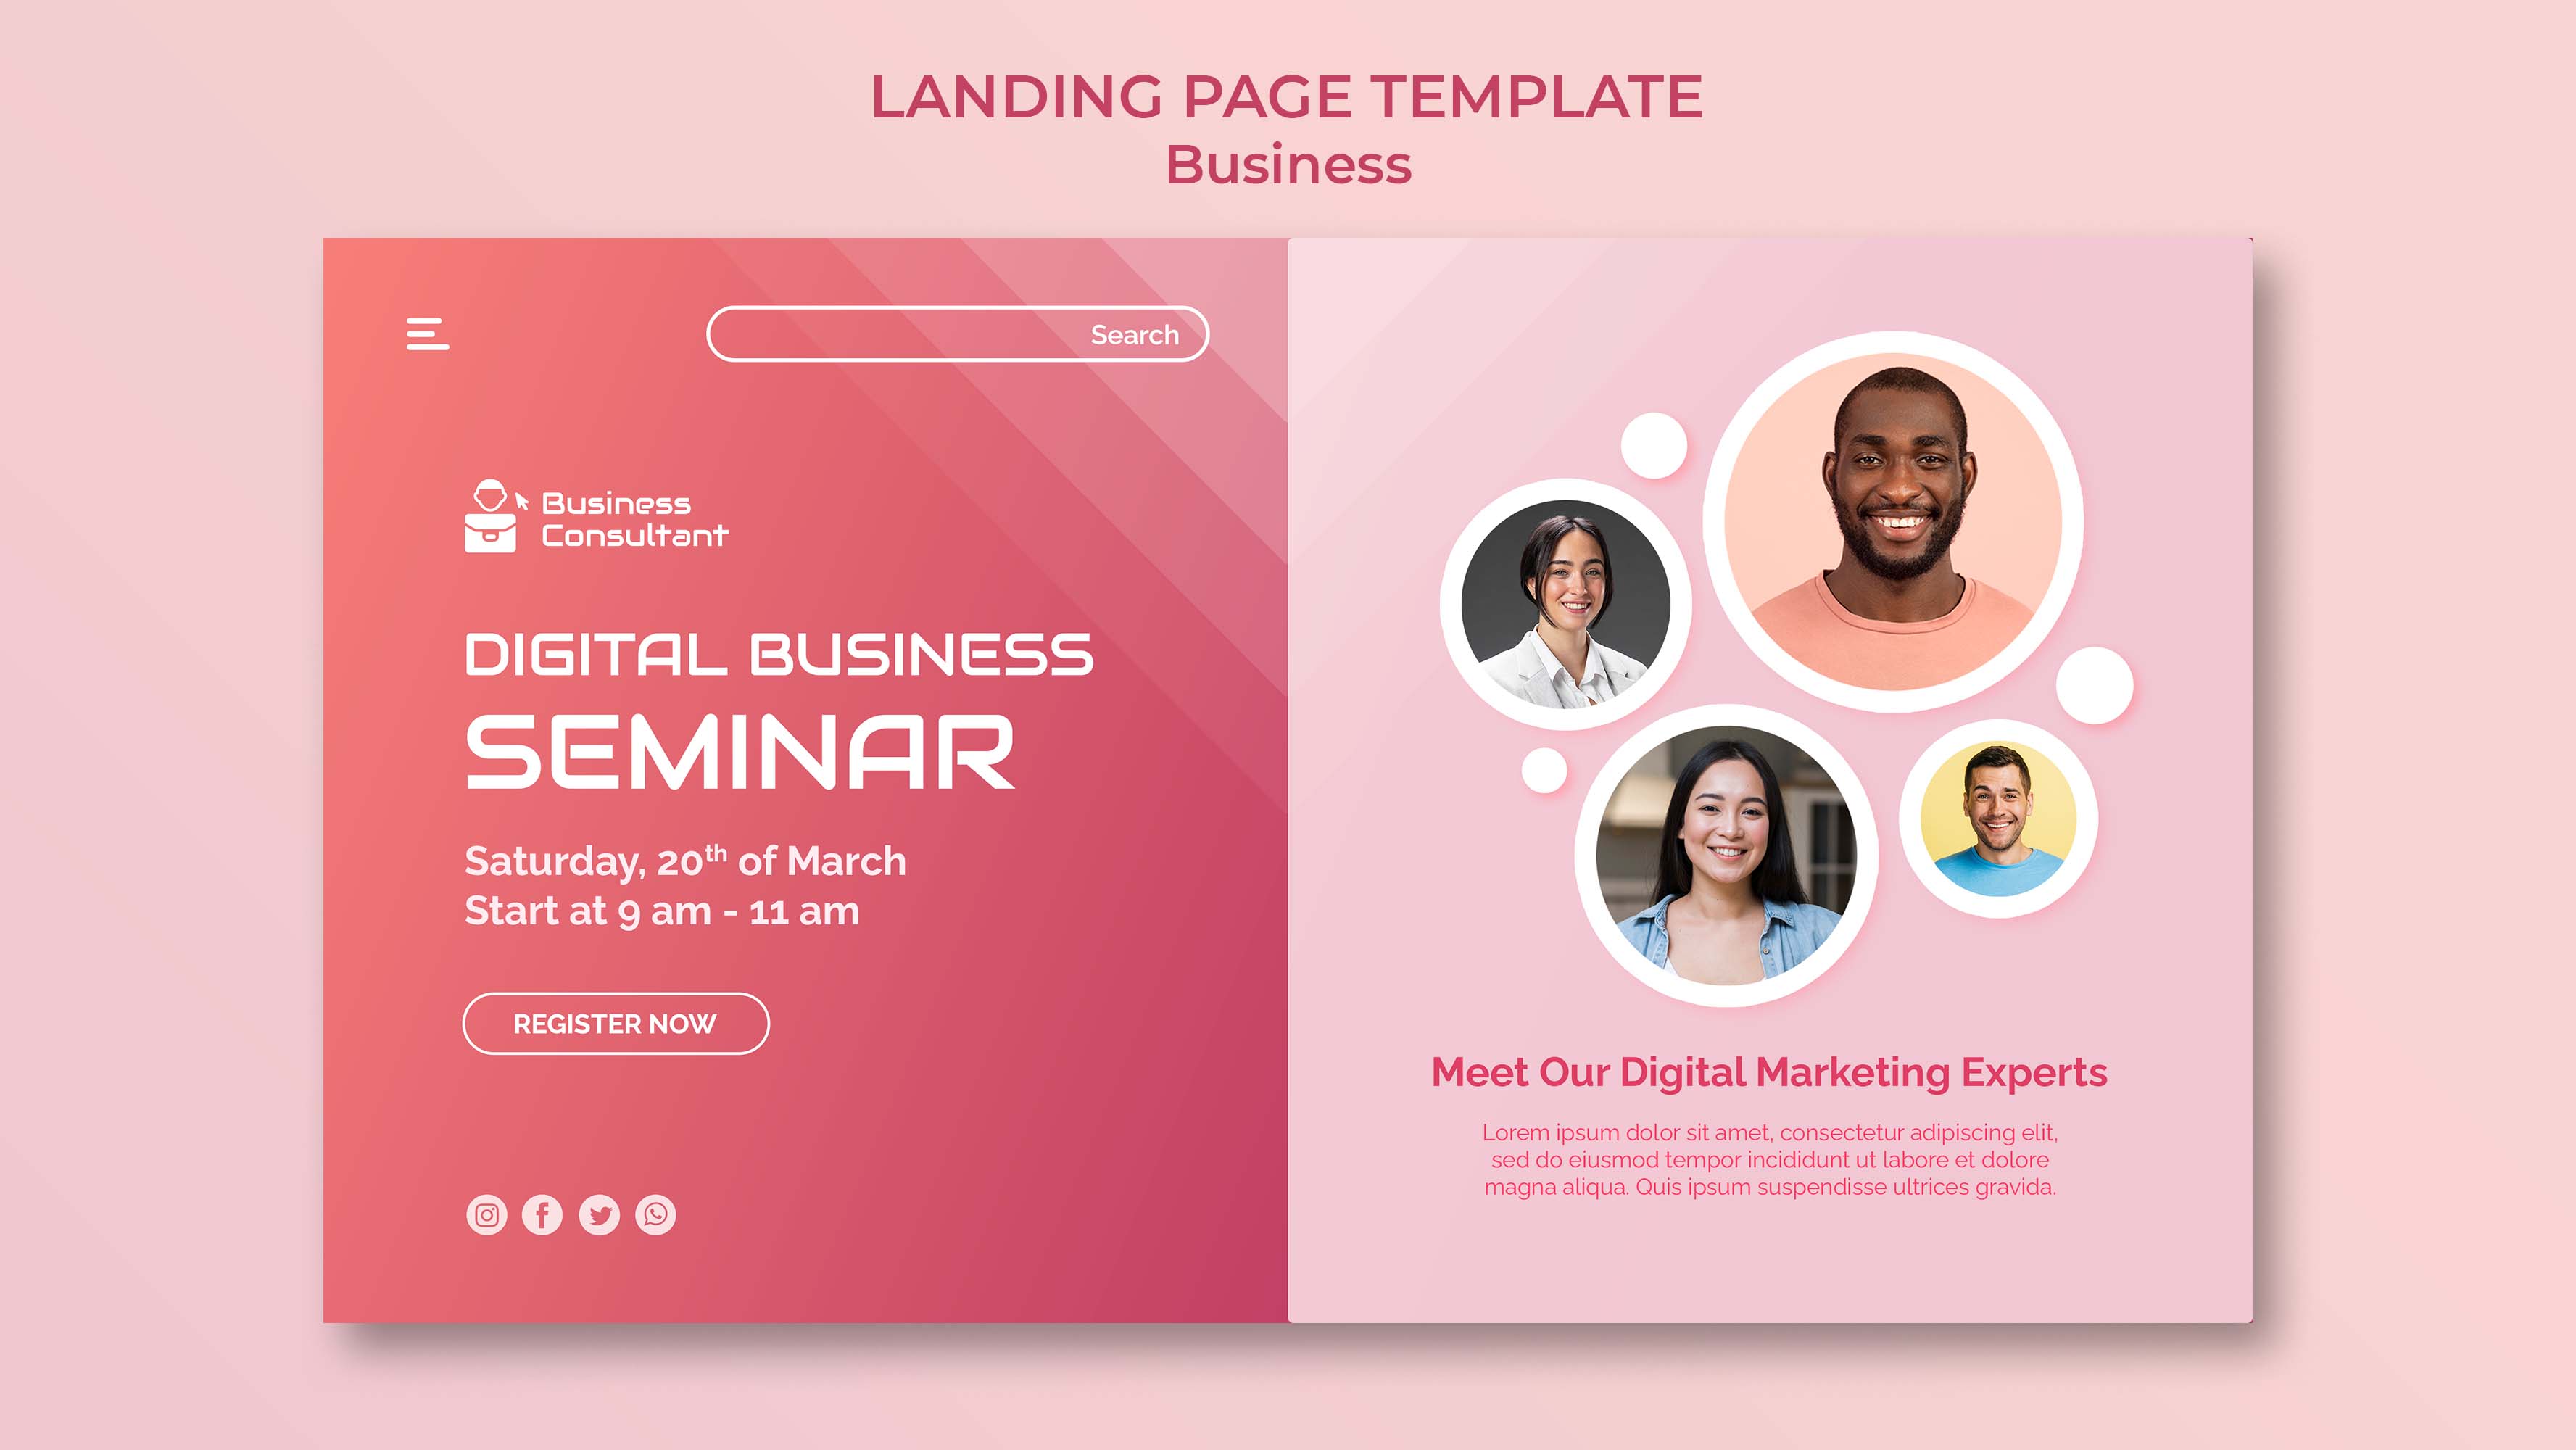 LANDING PAGE TEMPLATE
Business
Search
Business
Consultant
DIGITAL BUSINESS
SEMINAR
Saturday, 20th of March
Start at 9 am - 11 am
REGISTER NOW
Meet Our Digital Marketing Experts
Lorem ipsum dolor sit amet, consectetur adipiscing elit,
sed do eiusmod tempor incididunt ut labore et dolore
magna aliqua. Quis ipsum suspendisse ultrices gravida.